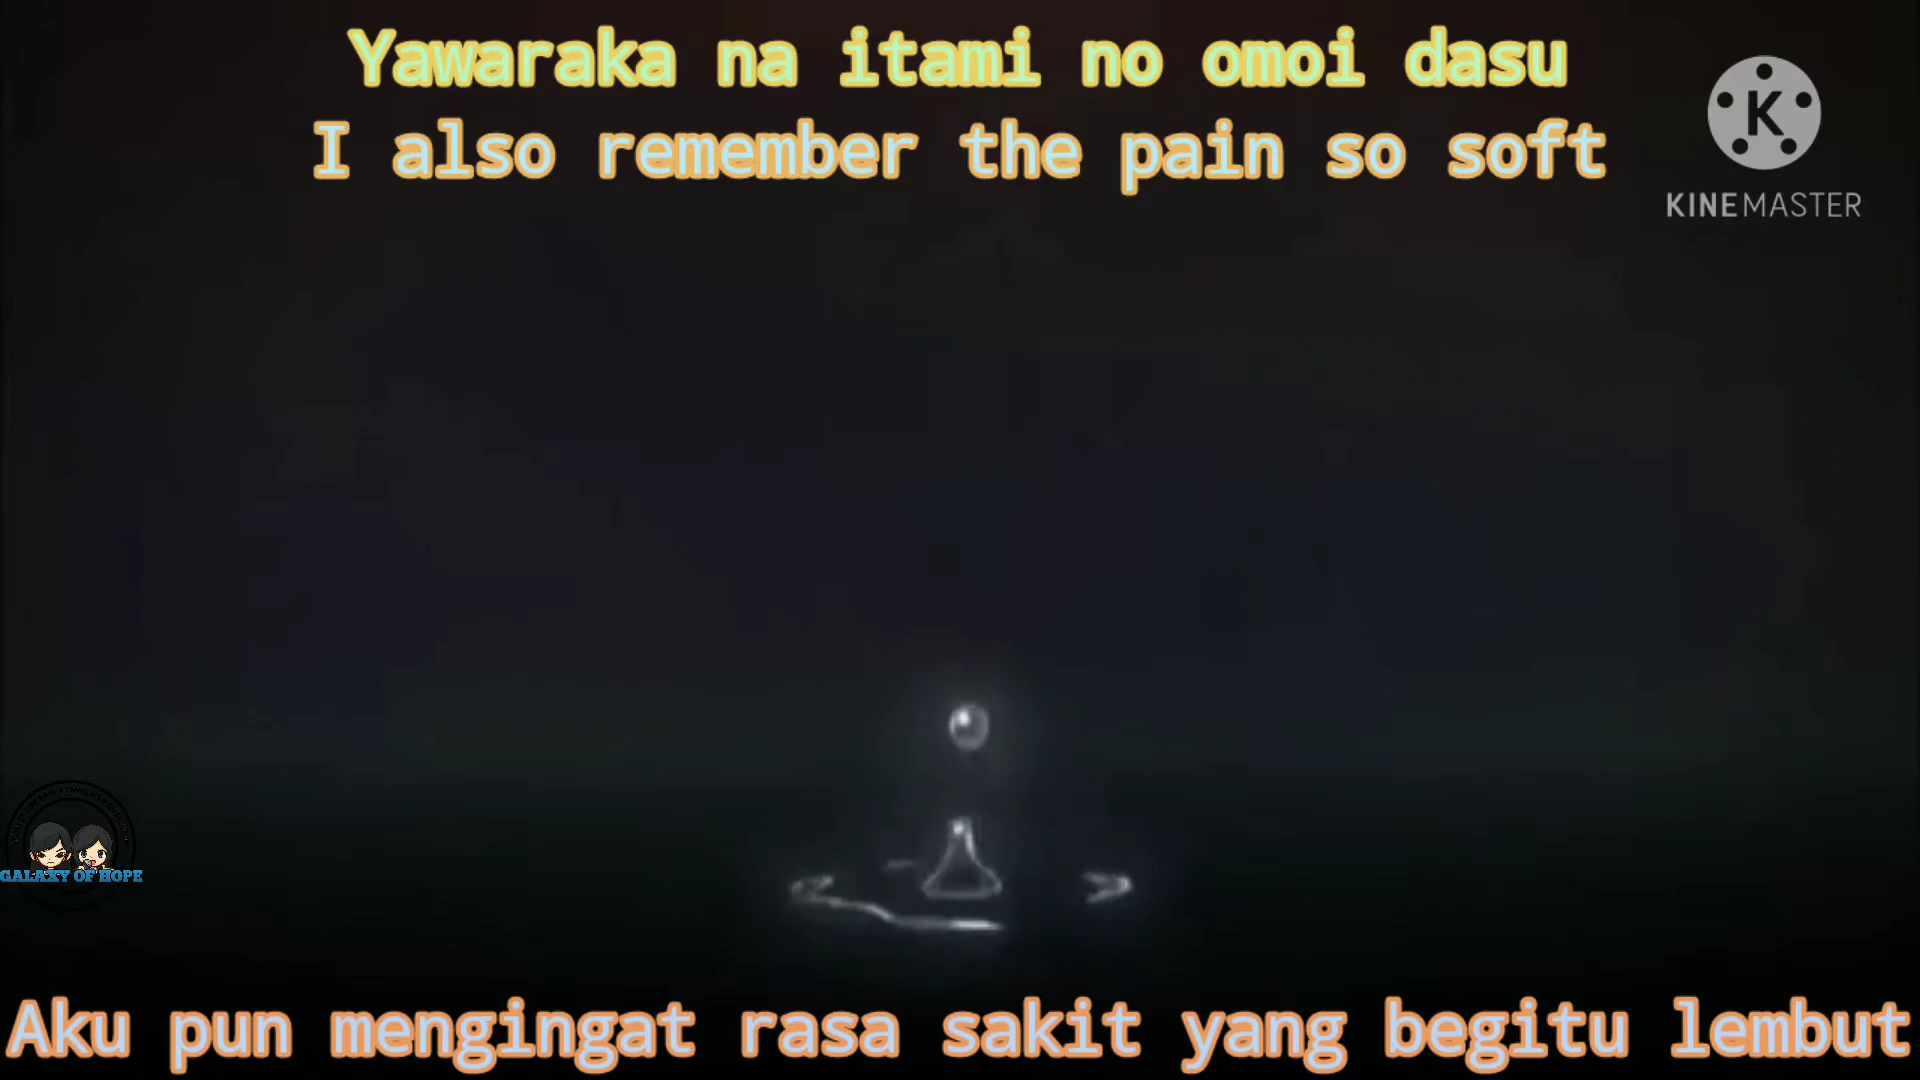 Yawaraka na itami no omoi dasu
I also remember the pain so soft
K
KINEMASTER
GALAXY OF HOPE
Aku pun mengingat rasa sakit yang begitu lembut